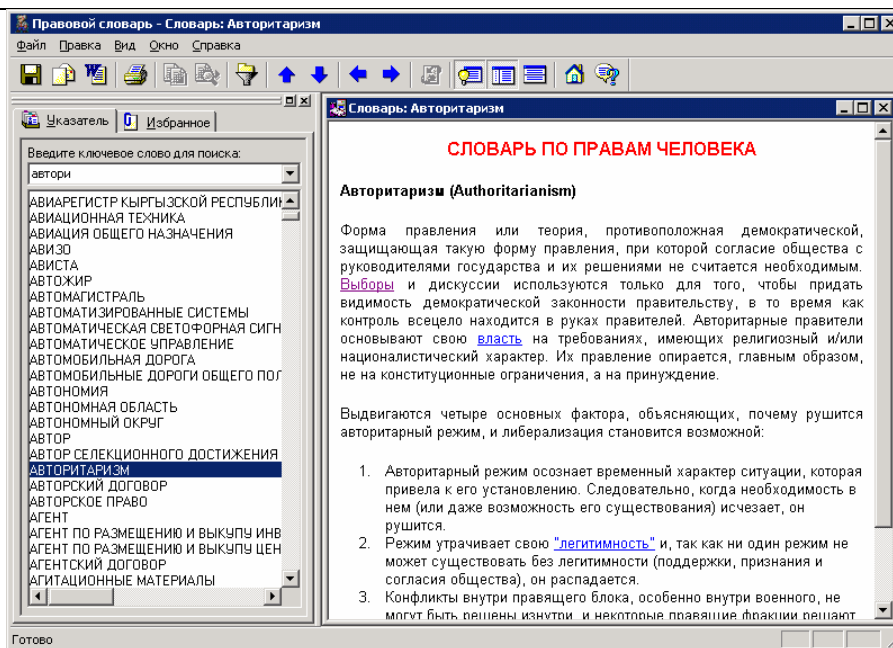 Правовой словарь - Словарь: Авторитаризм
Файл Правка Вид Окно Справка
Указатель Избранное
Введите ключевое слово для поиска:
автори
АВИАРЕГИСТР КЫРГЫЗСКОЙ РЕСПУБЛИ
АВИАЦИОННАЯ ТЕХНИКА
АВИАЦИЯ ОБЩЕГО НАЗНАЧЕНИЯ
АВИЗО
АВИСТА
АВТОЖИР
АВТОМАГИСТРАЛЬ
АВТОМАТИЗИРОВАННЫЕ СИСТЕМЫ
АВТОМАТИЧЕСКАЯ СВЕТОФОРНАЯ СИГН
АВТОМАТИЧЕСКОЕ УПРАВЛЕНИЕ
АВТОМОБИЛЬНАЯ ДОРОГА
АВТОМОБИЛЬНЫЕ ДОРОГИ ОБЩЕГО ПОЛ
АВТОНОМИЯ
АВТОНОМНАЯ ОБЛАСТЬ
АВТОНОМНЫЙ ОКРУГ
АВТОР
АВТОР СЕЛЕКЦИОННОГО ДОСТИЖЕНИЯ
АВТОРИТАРИЗМ
АВТОРСКИЙ ДОГОВОР
АВТОРСКОЕ ПРАВО
АГЕНТ
АГЕНТ ПО РАЗМЕЩЕНИЮ И ВЫКУПУ ИНВ
АГЕНТ ПО РАЗМЕЩЕНИЮ И ВЫКУПУ ЦЕН
АГЕНТСКИЙ ДОГОВОР
АГИТАЦИОННЫЕ МАТЕРИАЛЫ
Словарь: Авторитаризм
СЛОВАРЬ ПО ПРАВАМ ЧЕЛОВЕКА
Авторитаризм (Authoritarianism)
Форма правления или теория, противоположная демократической,
защищающая такую форму правления, при которой согласие общества с
руководителями государства и их решениями не считается необходимым.
Выборы и дискуссии используются только для того, чтобы придать
видимость демократической законности правительству, в то время как
контроль всецело находится в руках правителей. Авторитарные правители
основывают свою власть на требованиях, имеющих религиозный и/или
националистический характер. Их правление опирается, главным образом,
не на конституционные ограничения, а на принуждение.
Выдвигаются четыре основных фактора, объясняющих, почему рушится
авторитарный режим, и либерализация становится возможной:
1. Авторитарный режим осознает временный характер ситуации, которая
привела к его установлению. Следовательно, когда необходимость в
нем (или даже возможность его существования) исчезает, он
рушится.
2. Режим утрачивает свою "легитимность" и, так как ни один режим не
может существовать без легитимности (поддержки, признания и
согласия общества), он распадается.
3. Конфликты внутри правящего блока, особенно внутри военного, не
могут быть решены изнутри, и некоторые правящие фракции решают
Готово